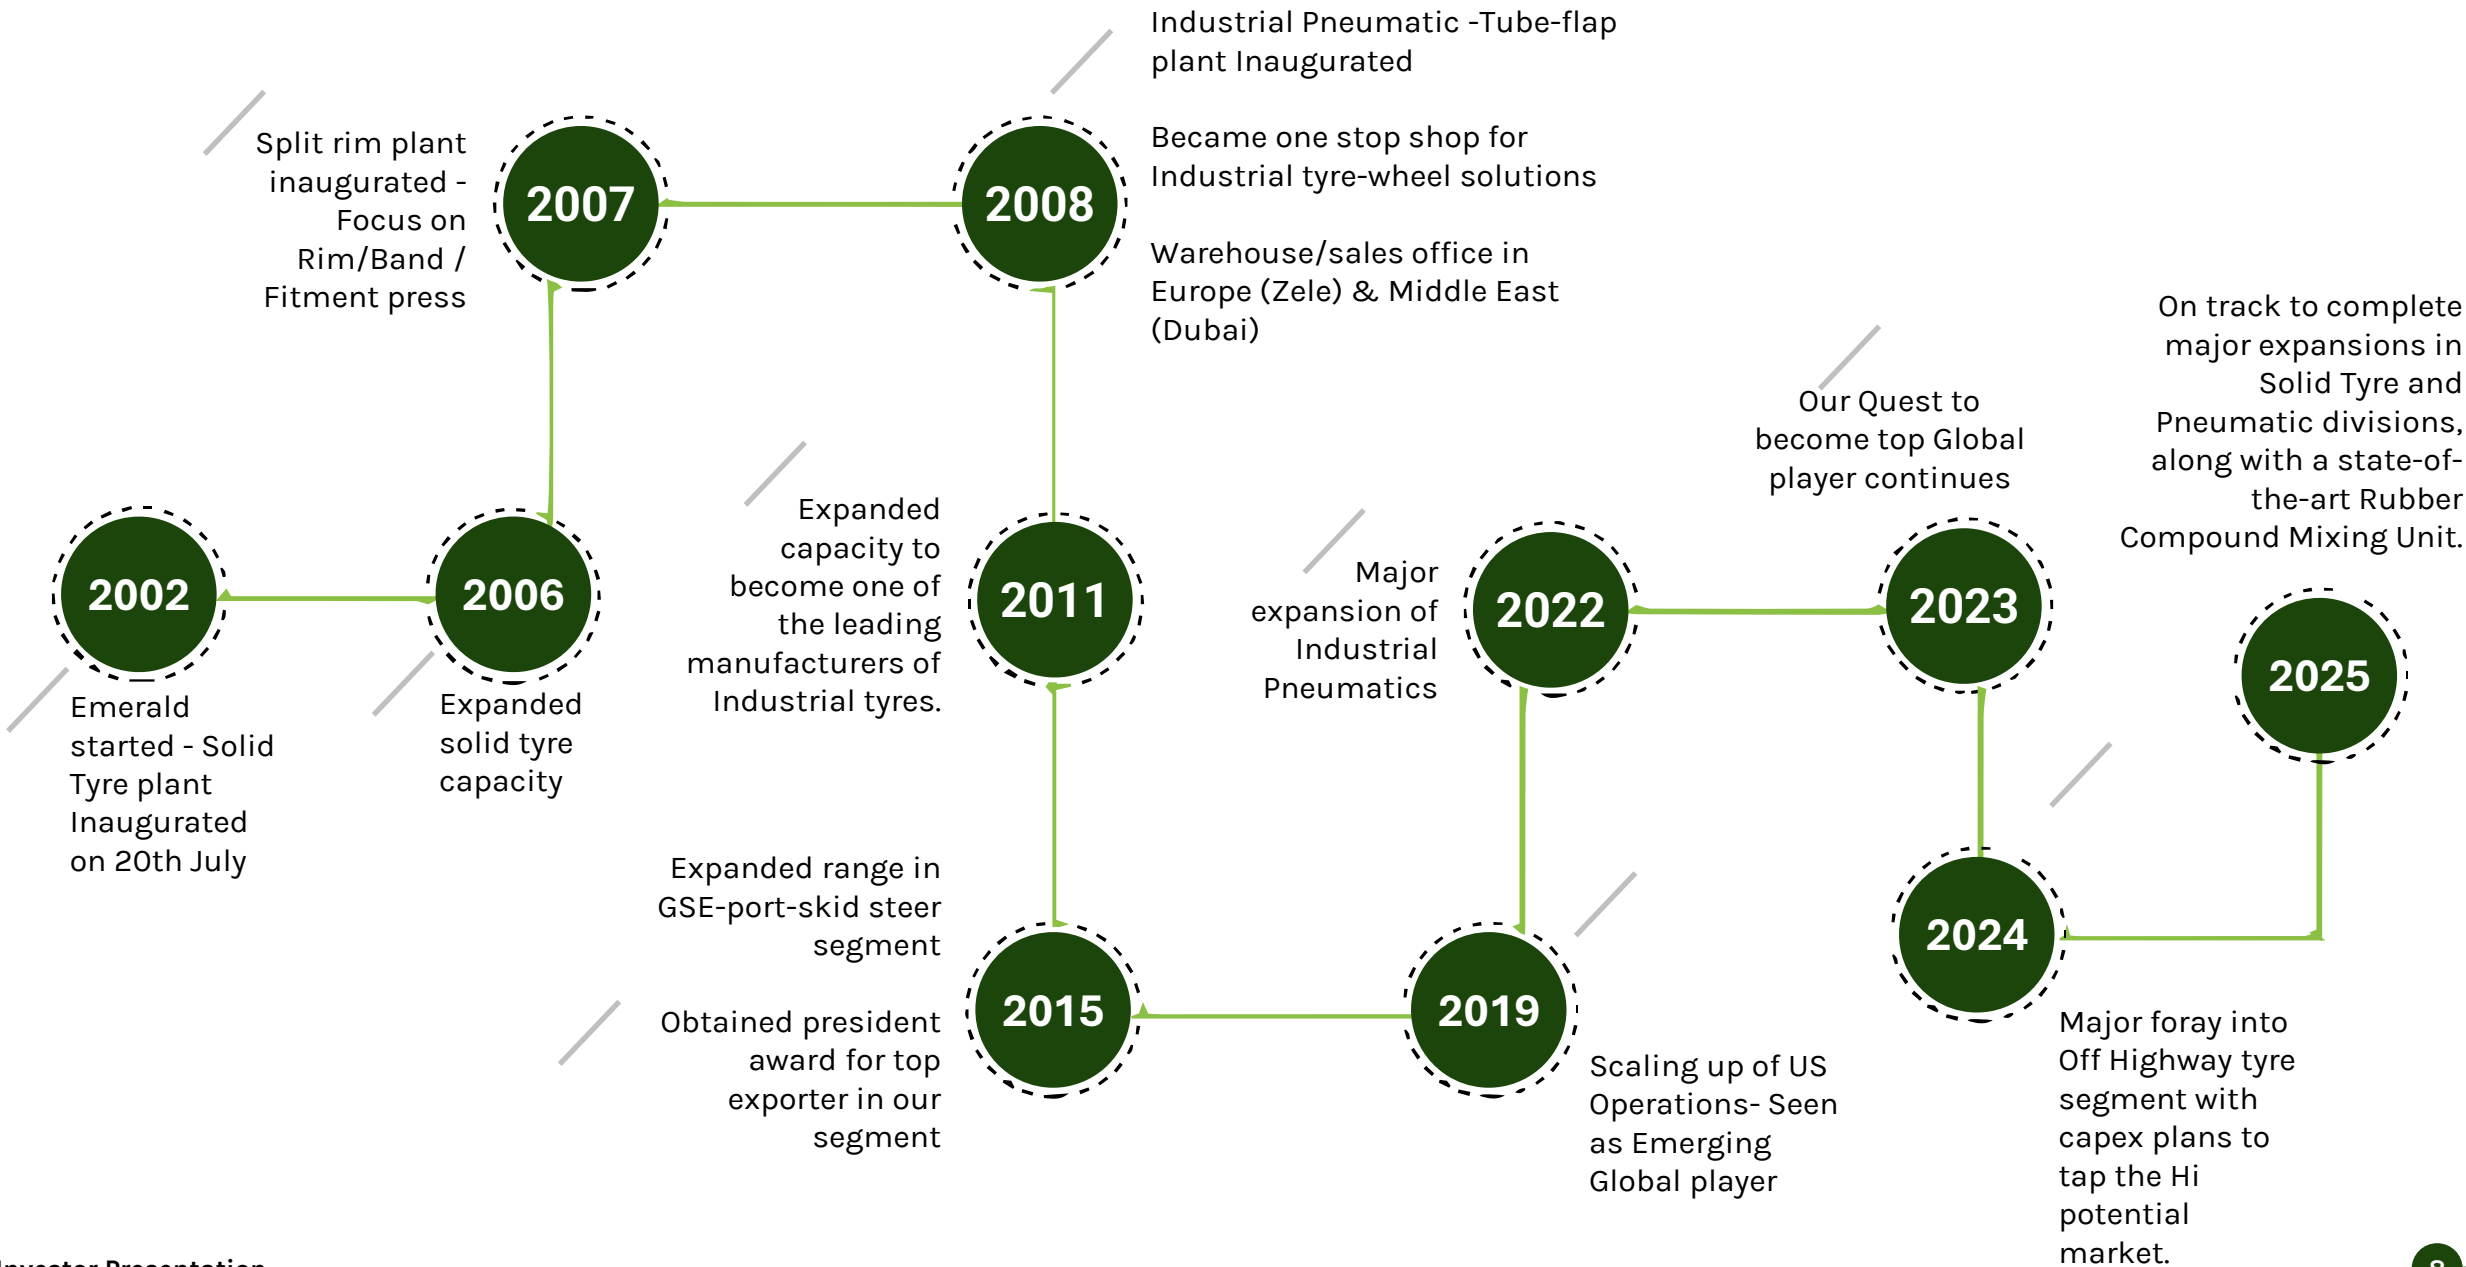 2002
Emerald
started - Solid
Tyre plant
Inaugurated
on 20th July
2006
Expanded
solid tyre
capacity
Split rim plant
inaugurated -
Focus on
Rim/Band /
Fitment press
2007
2008
Industrial Pneumatic -Tube-flap
plant Inaugurated
Became one stop shop for
Industrial tyre-wheel solutions
Warehouse/sales office in
Europe (Zele) & Middle East
(Dubai)
Expanded
capacity to
become one of
the leading
manufacturers of
Industrial tyres.
2011
Expanded range in
GSE-port-skid steer
segment
Obtained president
award for top
exporter in our
segment
2015
2019
Scaling up of US
Operations- Seen
as Emerging
Global player
Major
expansion of
Industrial
Pneumatics
2022
Our Quest to
become top Global
player continues
2023
2024
Major foray into
Off Highway tyre
segment with
capex plans to
tap the Hi
potential
market.
On track to complete
major expansions in
Solid Tyre and
Pneumatic divisions,
along with a state-of-
the-art Rubber
Compound Mixing Unit.
2025
Investor Presentation